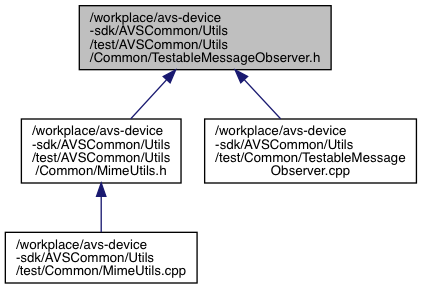 /workplace/avs-device
-sdk/AVSCommon/Utils
/test/AVSCommon/Utils
/Common/TestableMessageObserver.h
/workplace/avs-device
-sdk/AVSCommon/Utils
/test/AVSCommon/Utils
/Common/MimeUtils.h
/workplace/avs-device
-sdk/AVSCommon/Utils
/test/Common/TestableMessage
Observer.cpp
/workplace/avs-device
-sdk/AVSCommon/Utils
/test/Common/MimeUtils.cpp